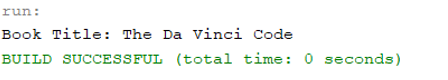 run:
Book Title: The Da Vinci Code
BUILD SUCCESSFUL (total time: 0 seconds)